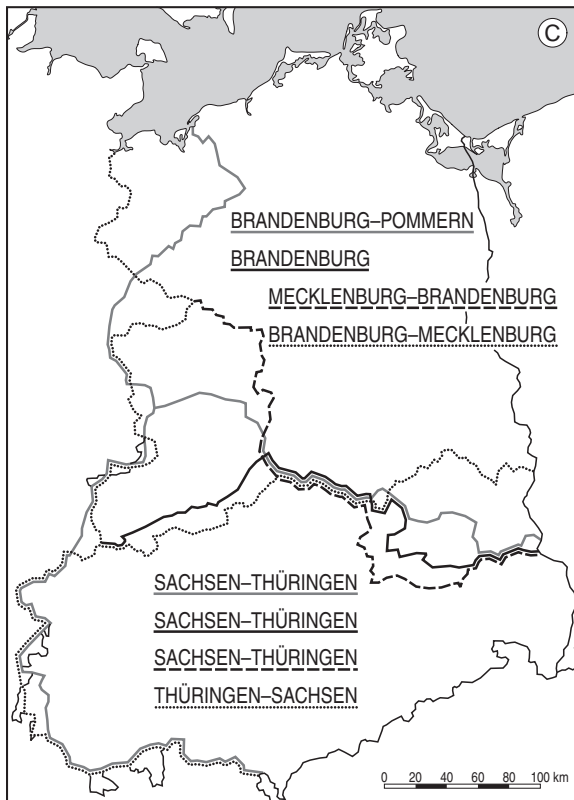 C
BRANDENBURG–POMMERN
BRANDENBURG
MECKLENBURG–BRANDENBURG
BRANDENBURG–MECKLENBURG
SACHSEN–THÜRINGEN
SACHSEN–THÜRINGEN
SACHSEN–THÜRINGEN
THÜRINGEN–SACHSEN
0 20 40 60 80 100 km